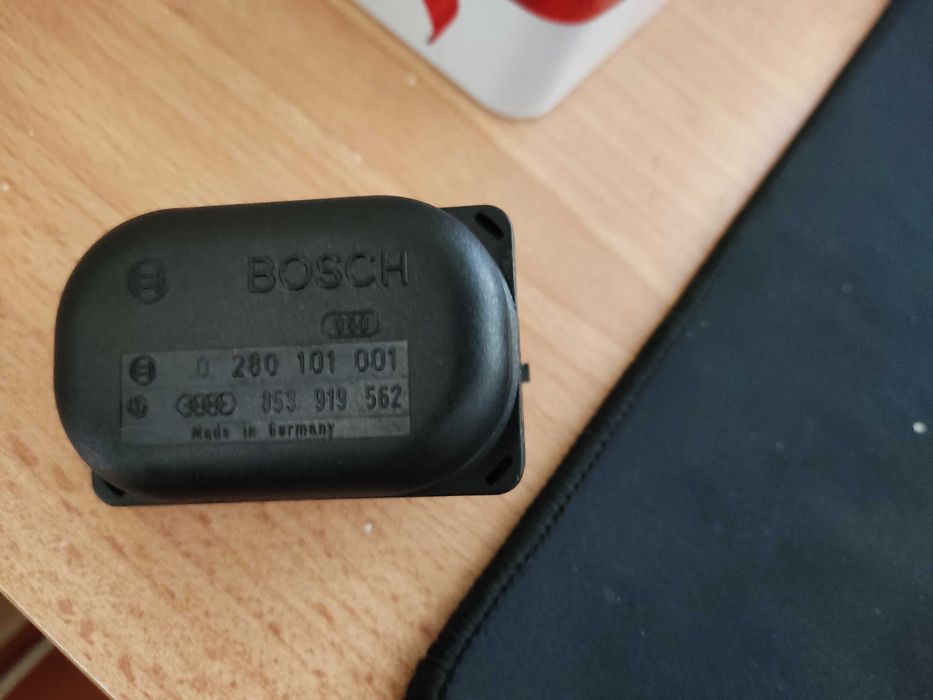 BOSCH
0 280 101 001
853 919 562
Made in Germany